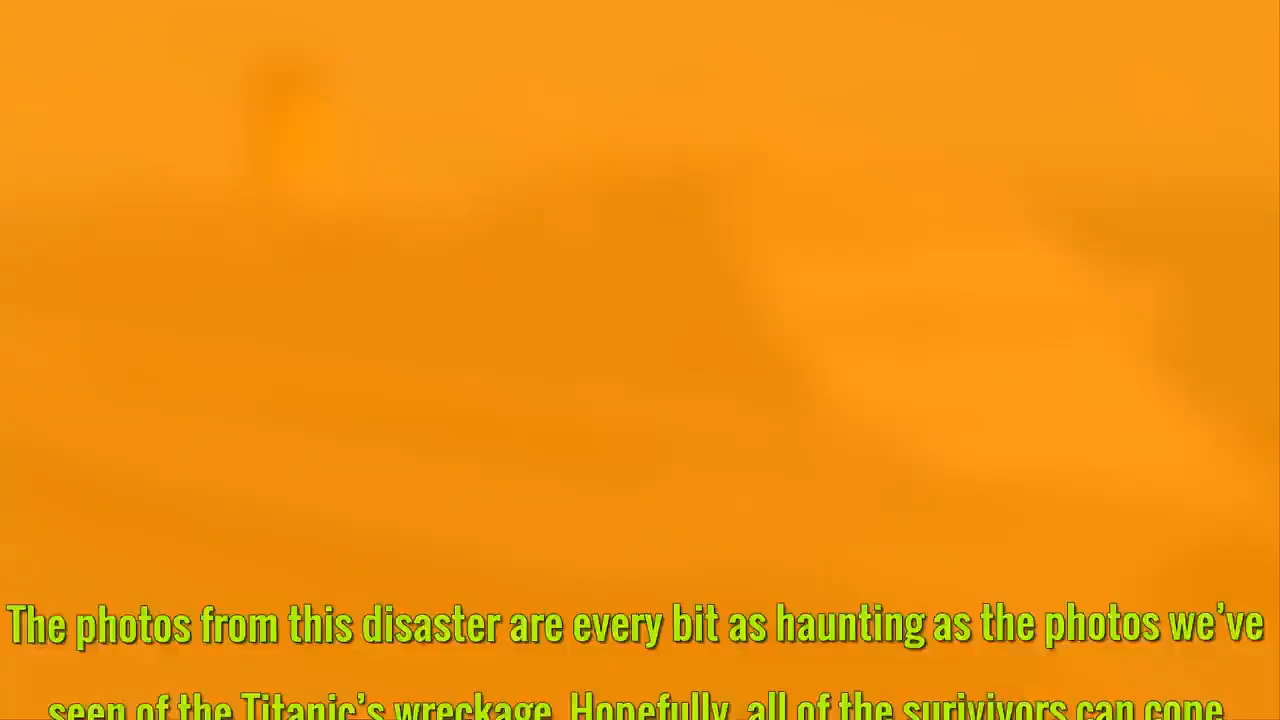 The photos from this disaster are every bit as haunting as the photos we’ve
seen of the Titanic’s wreckage. Hopefully, all of the surivivors can cope